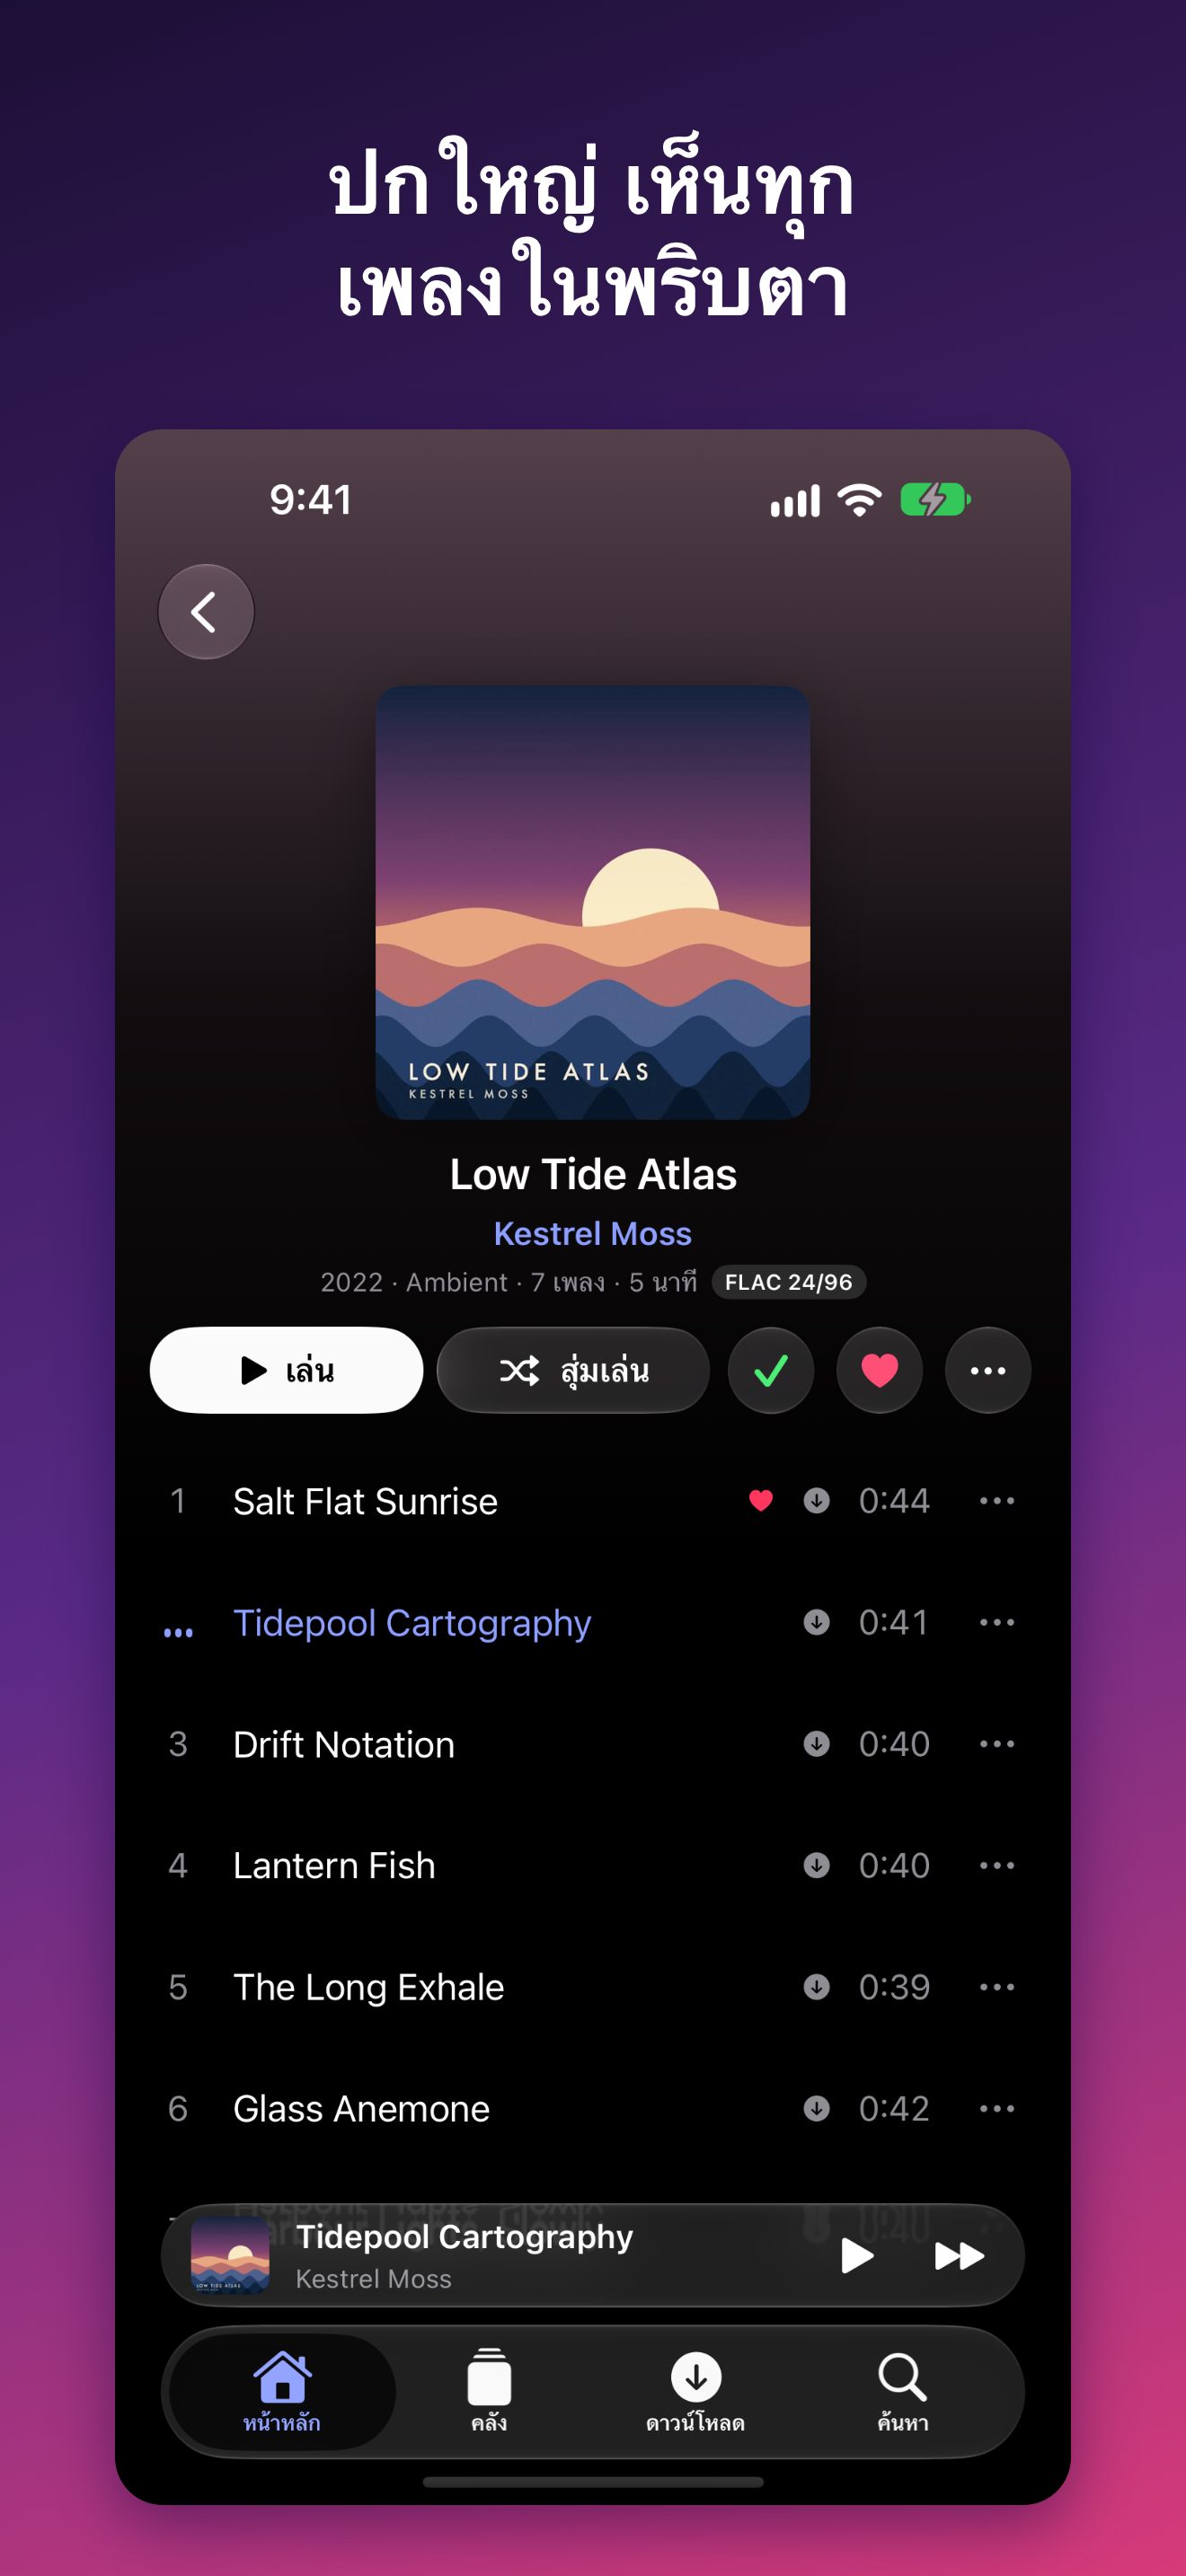 ปกใหญ่ เห็นทุก
เพลงในพริบตา
9:41
LOW TIDE ATLAS
KESTREL MOSS
Low Tide Atlas
Kestrel Moss
2022 · Ambient · 7 เพลง · 5 นาที FLAC 24/96
เล่น
สุ่มเล่น
1 Salt Flat Sunrise 0:44
Tidepool Cartography 0:41
3 Drift Notation 0:40
4 Lantern Fish 0:40
5 The Long Exhale 0:39
6 Glass Anemone 0:42
Tidepool Cartography
Kestrel Moss
หน้าหลัก
คลัง
ดาวน์โหลด
ค้นหา